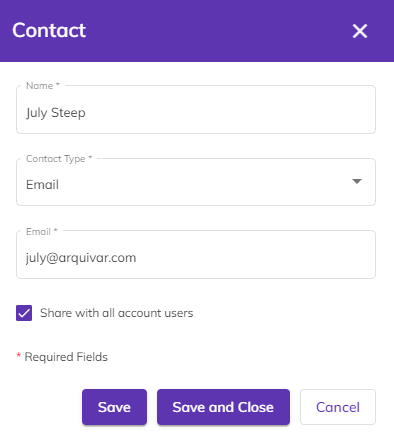 Contact
Name *
July Steep
Contact Type *
Email
Email *
july@arquivar.com
Share with all account users
* Required Fields
Save Save and Close Cancel